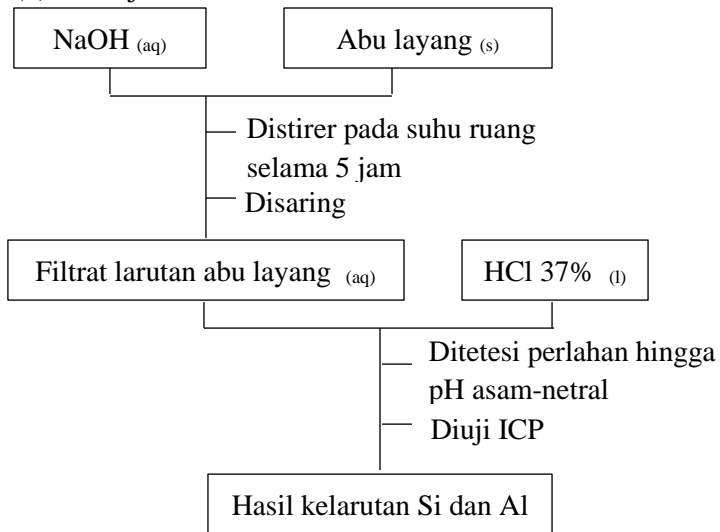 NaOH (aq)
Abu layang (s)
Distirer pada suhu ruang
selama 5 jam
Disaring
Filtrat larutan abu layang (aq)
HCl 37% (l)
Ditetesi perlahan hingga
pH asam-netral
Diuji ICP
Hasil kelarutan Si dan Al